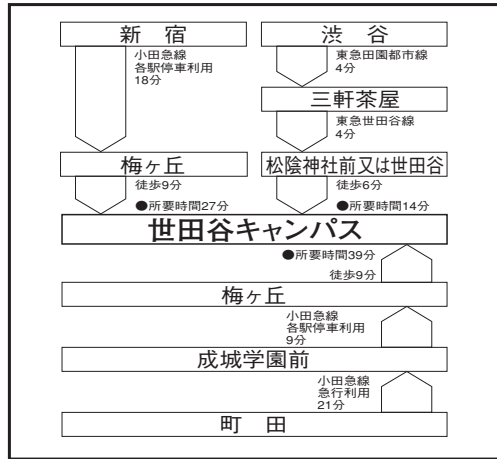 新 宿
小田急線
各駅停車利用
18分
梅ヶ丘
徒歩9分
●所要時間27分
渋 谷
東急田園都市線
4分
三軒茶屋
東急世田谷線
4分
松陰神社前又は世田谷
徒歩6分
●所要時間14分
世田谷キャンパス
●所要時間39分
徒歩9分
梅ヶ丘
小田急線
各駅停車利用
9分
成城学園前
小田急線
急行利用
21分
町 田